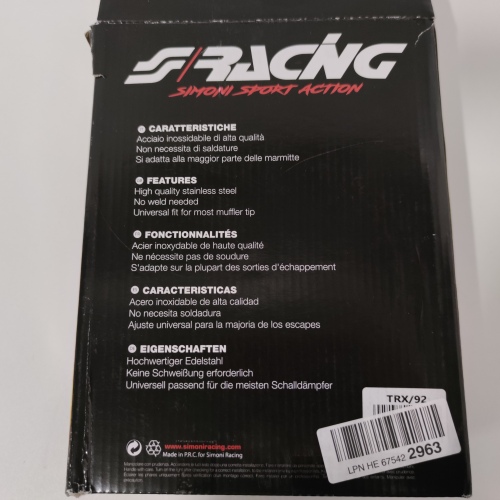 S/RACING
SIMONI SPORT ACTION
CARATTERISTICHE
Acciaio inossidabile di alta qualità
Non necessita di saldature
Si adatta alla maggior parte delle marmitte
FEATURES
High quality stainless steel
No weld needed
Universal fit for most muffler tip
FONCTIONNALITÉS
Acier inoxydable de haute qualité
Ne nécessite pas de soudure
S'adapte sur la plupart des sorties d'échappement
CARACTERISTICAS
Acero inoxidable de alta calidad
No necesita soldadura
Ajuste universal para la majoria de los escapes
EIGENSCHAFTEN
Hochwertiger Edelstahl
Keine Schweißung erforderlich
Universell passend für die meisten Schalldämpfer
TRX/92
LPN HE 67542 2963
www.simoniracing.com
Made in P.R.C. for Simoni Racing